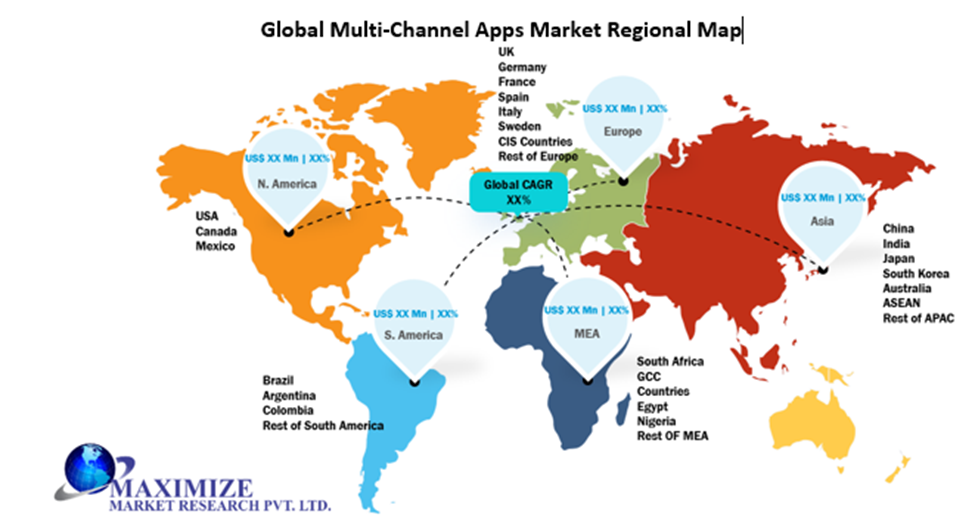 Global Multi-Channel Apps Market Regional Map
UK
Germany
France
Spain
Italy
Sweden
CIS Countries
Rest of Europe
US$ XX Mn | XX%
Europe
US$ XX Mn | XX%
N. America
USA
Canada
Mexico
Global CAGR
XX%
US$ XX Mn | XX%
Asia
China
India
Japan
South Korea
Australia
ASEAN
Rest of APAC
US$ XX Mn | XX%
S. America
Brazil
Argentina
Colombia
Rest of South America
US$ XX Mn | XX%
MEA
South Africa
GCC
Countries
Egypt
Nigeria
Rest OF MEA
MAXIMIZE
MARKET RESEARCH PVT. LTD.